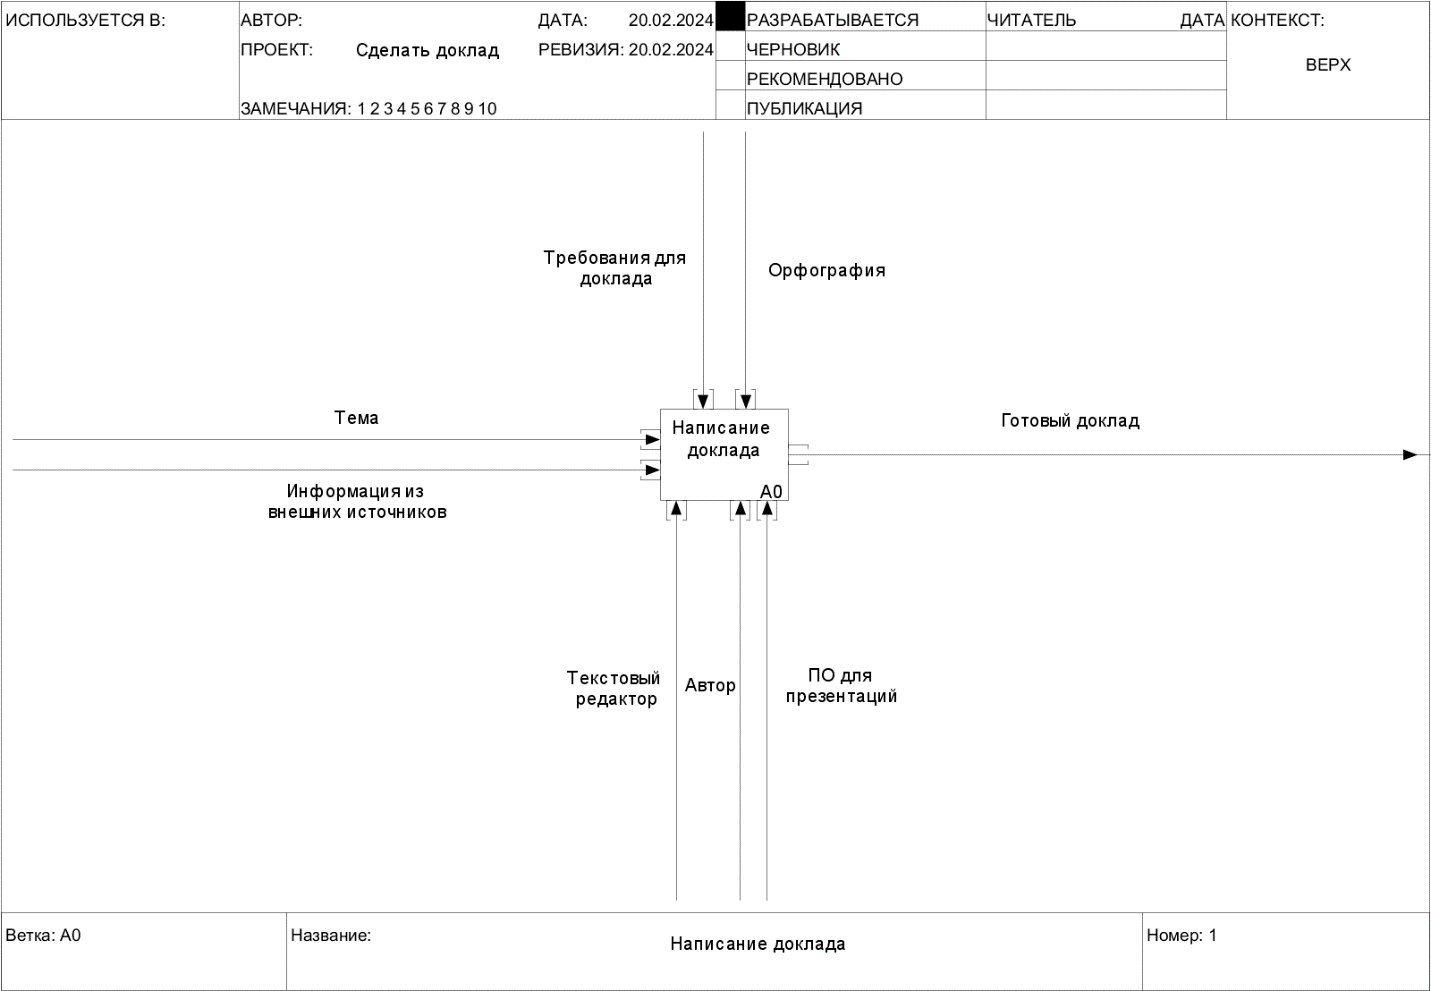 ИСПОЛЬЗУЕТСЯ В:
АВТОР:
ДАТА: 20.02.2024
ПРОЕКТ: Сделать доклад
РЕВИЗИЯ: 20.02.2024
ЗАМЕЧАНИЯ: 1 2 3 4 5 6 7 8 9 10
РАЗРАБАТЫВАЕТСЯ
ЧЕРНОВИК
РЕКОМЕНДОВАНО
ПУБЛИКАЦИЯ
ЧИТАТЕЛЬ
ДАТА
КОНТЕКСТ:
ВЕРХ
Требования для
доклада
Орфография
Тема
Информация из
внешних источников
Написание
доклада
A0
Готовый доклад
Текстовый
редактор
Автор
ПО для
презентаций
Ветка: A0
Название:
Написание доклада
Номер: 1